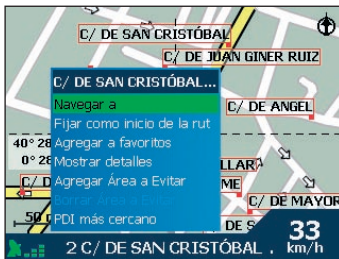 C/ DE SAN CRISTÓBAL
C/ DE JUAN GINER RUIZ
C/ DE SAN CRISTÓBAL...
Navegar a
C/ DE ANGEL
Fijar como inicio de la rut
Agregar a favoritos
40° 28
0° 28
Mostrar detalles
LLAR
C/ D
Agregar Área a Evitar
ME
Borrar Área a Evitar
C/ DE MAYOR
50
PDI más cercano
C/ DE S
33
2 C/ DE SAN CRISTÓBAL .
km/h